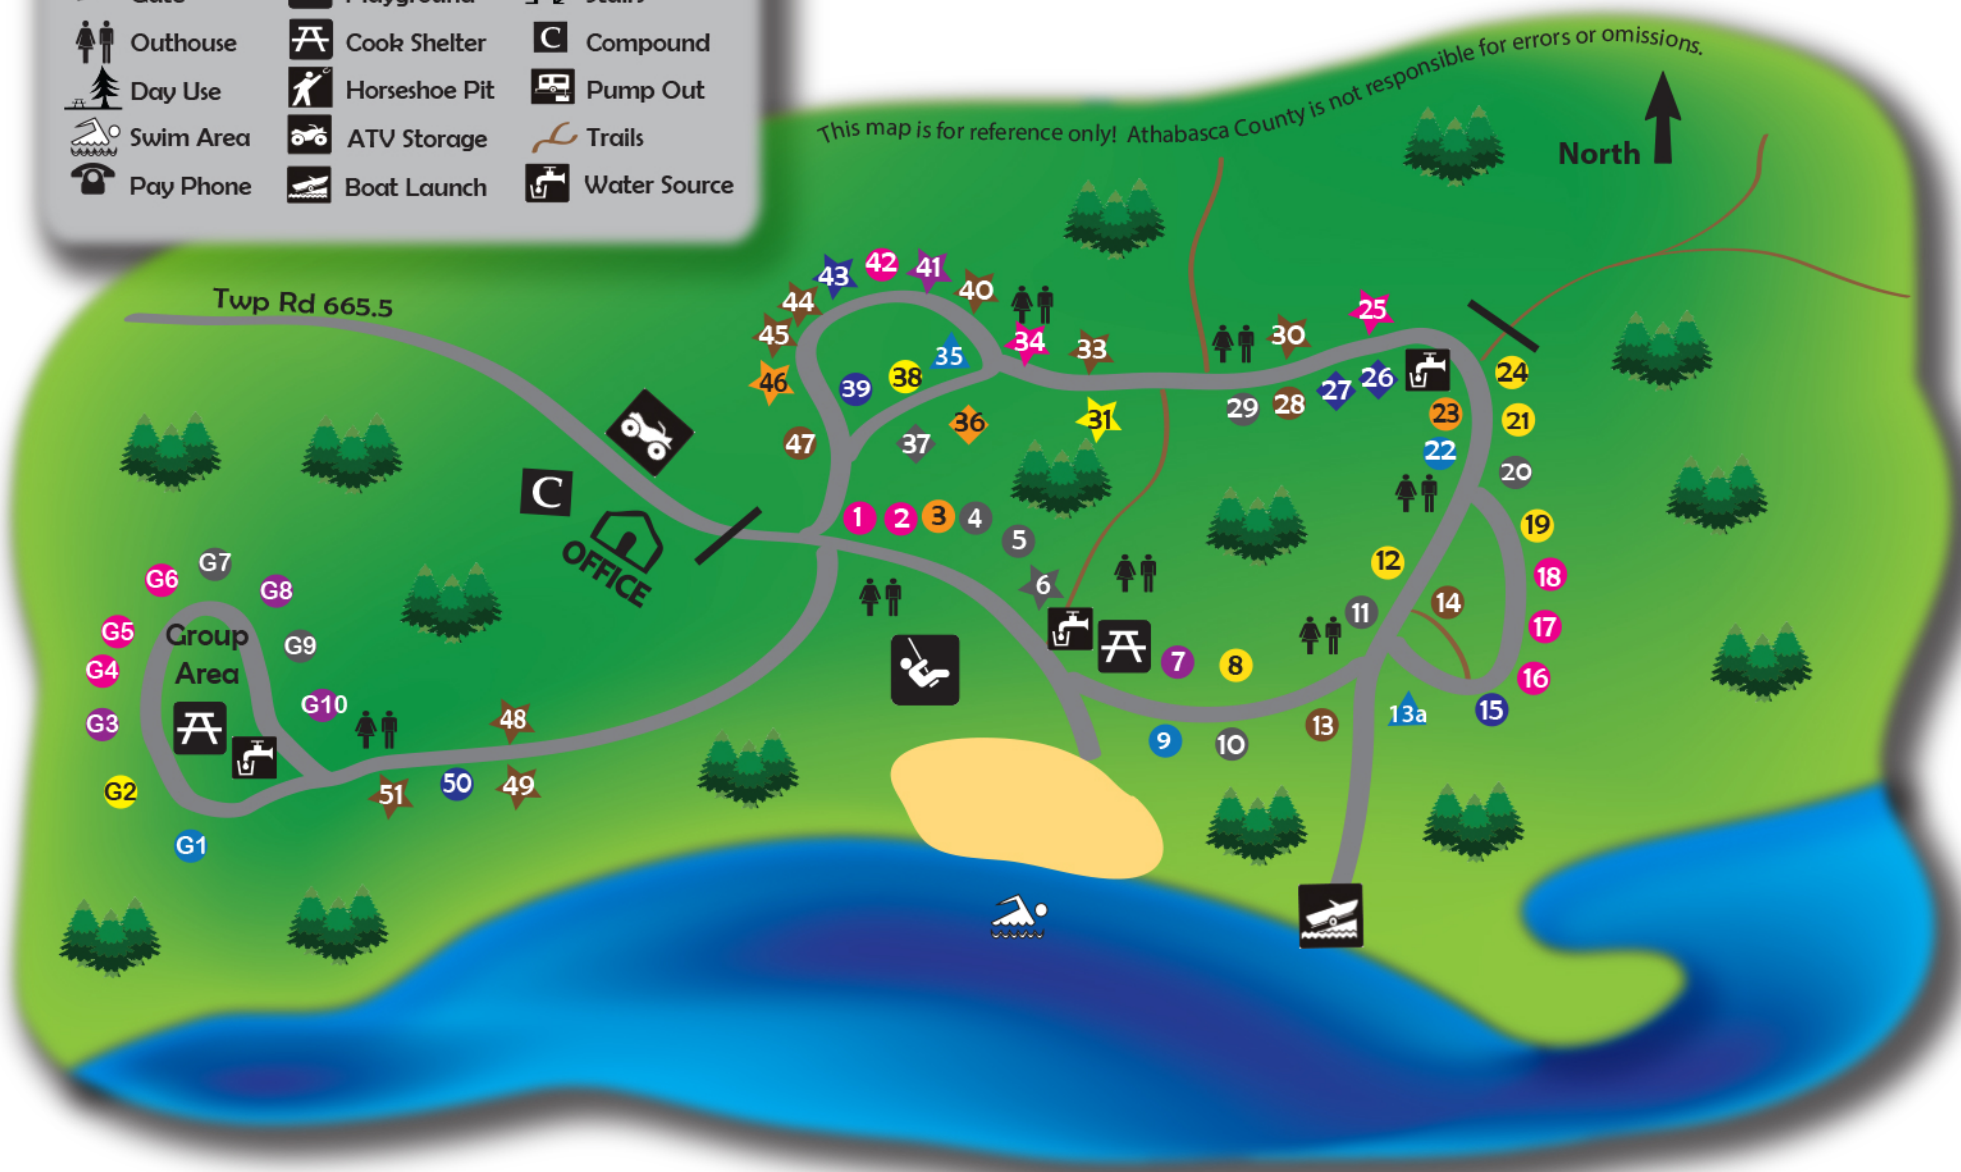 Gate
Playground
Stairs
Outhouse
Cook Shelter
C
Compound
Day Use
Horseshoe Pit
Pump Out
Swim Area
ATV Storage
Trails
Pay Phone
Boat Launch
Water Source
This map is for reference only! Athabasca County is not responsible for errors or omissions.
North
Twp Rd 665.5
43
42
41
40
44
45
46
39
38
35
34
33
30
25
47
37
36
31
29
28
27
26
24
23
21
22
20
C
OFFICE
1
2
3
4
5
6
19
12
18
11
14
17
7
8
16
9
10
13
13a
15
G7
G6
G8
G5
Group
Area
G9
G4
G3
G10
G2
G1
48
51
50
49